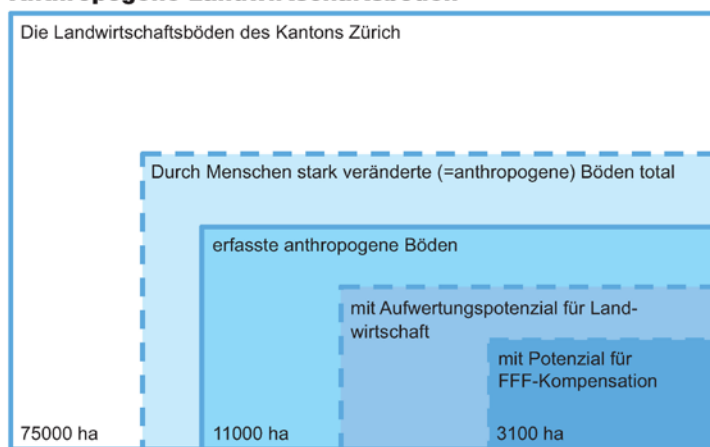 Die Landwirtschaftsböden des Kantons Zürich
Durch Menschen stark veränderte (=anthropogene) Böden total
erfasste anthropogene Böden
mit Aufwertungspotenzial für Land-
wirtschaft
mit Potenzial für
FFF-Kompensation
75000 ha
11000 ha
3100 ha